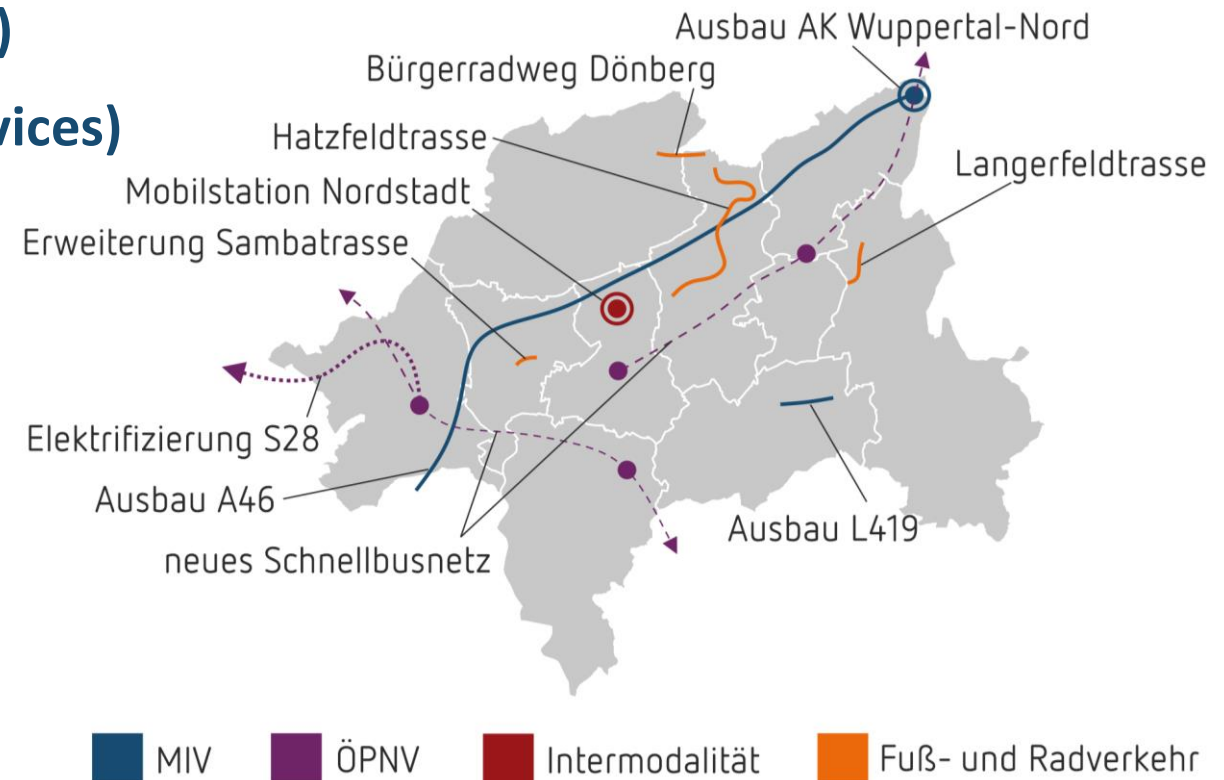 )
vices)
Ausbau AK Wuppertal-Nord
Bürgerradweg Dönberg
Hatzfeldtrasse
Langerfeldtrasse
Mobilstation Nordstadt
Erweiterung Sambatrasse
Elektrifizierung S28
Ausbau A46
Ausbau L419
neues Schnellbusnetz
MIV ÖPNV Intermodalität Fuß- und Radverkehr